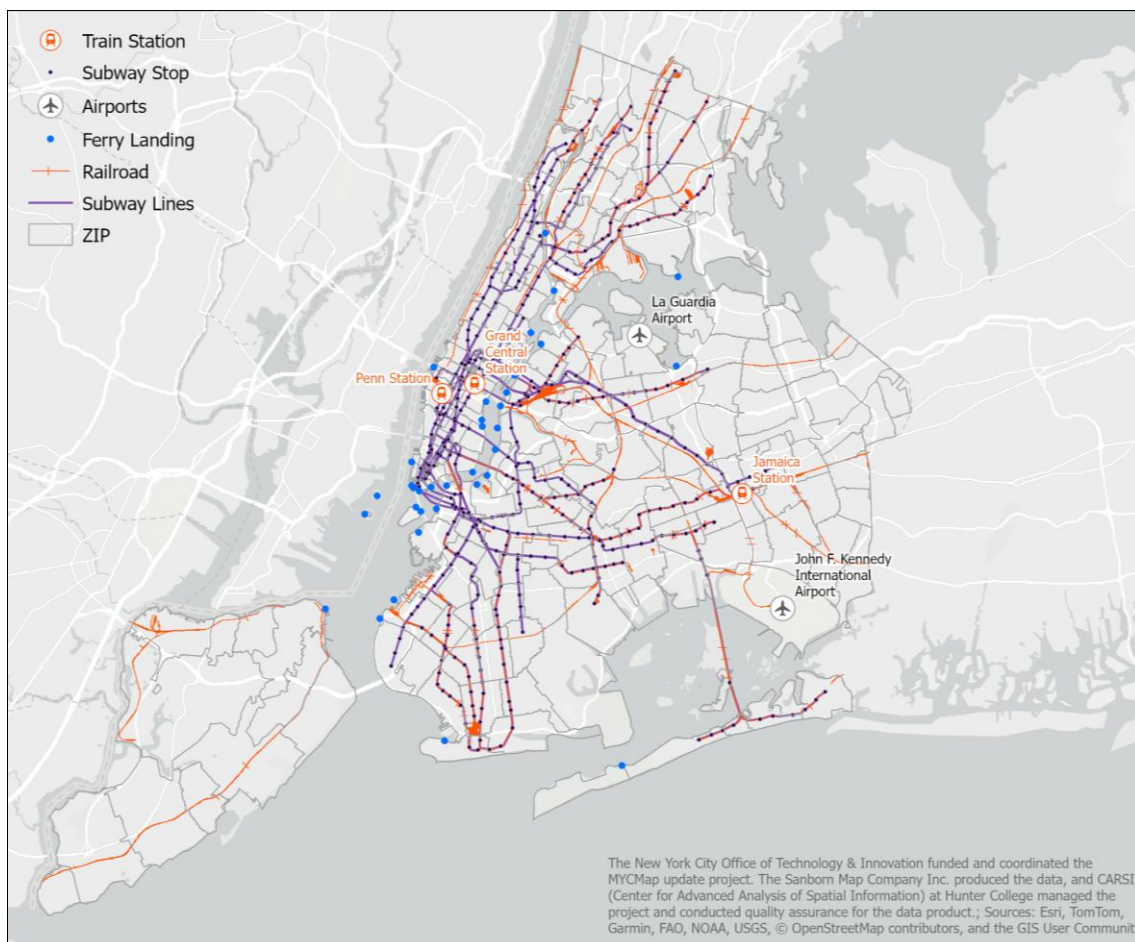 Train Station
Subway Stop
Airports
Ferry Landing
Railroad
Subway Lines
ZIP
La Guardia
Airport
Grand
Central
Station
Penn Station
Jamaica
Station
John F. Kennedy
International
Airport
The New York City Office of Technology & Innovation funded and coordinated the
MYCMap update project. The Sanborn Map Company Inc. produced the data, and CARSI
(Center for Advanced Analysis of Spatial Information) at Hunter College managed the
project and conducted quality assurance for the data product.; Sources: Esri, TomTom,
Garmin, FAO, NOAA, USGS, © OpenStreetMap contributors, and the GIS User Communit